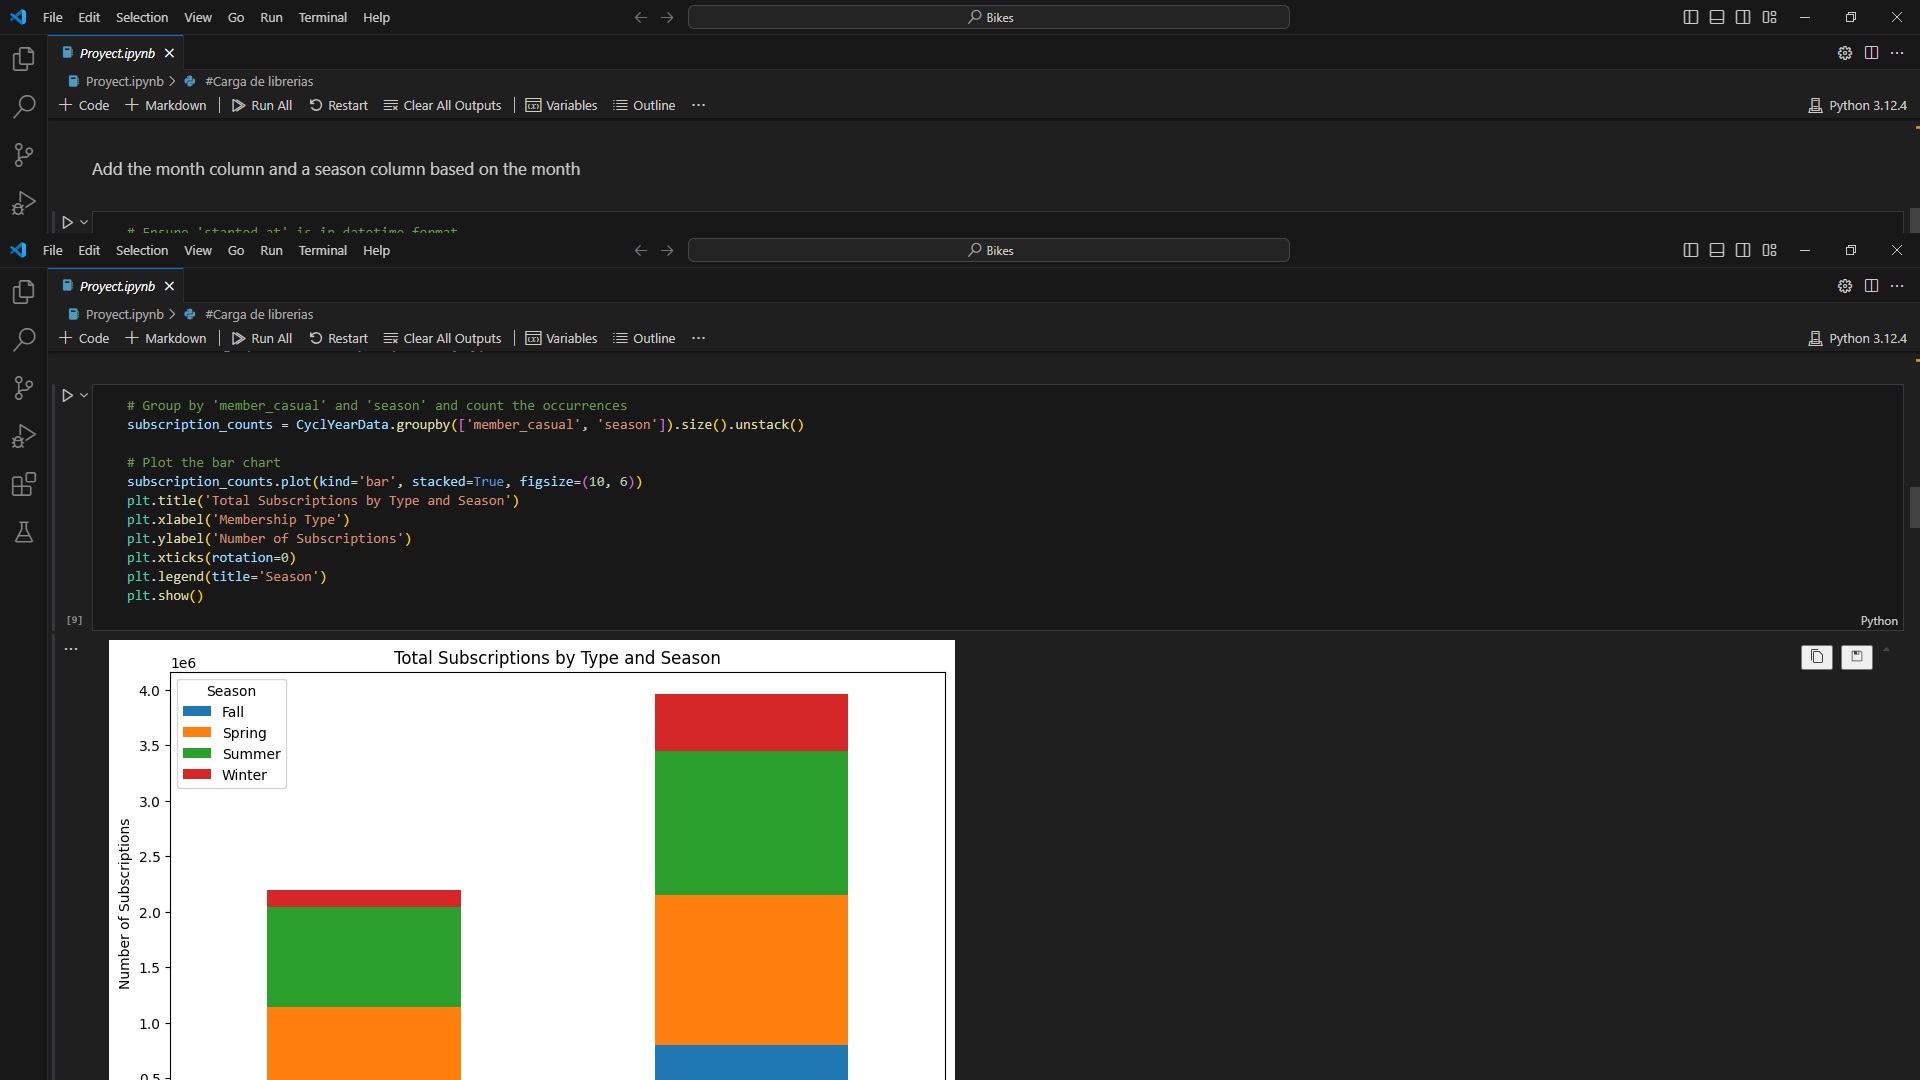 File Edit Selection View Go Run Terminal Help Bikes
Proyect.ipynb
Proyect.ipynb > #Carga de librerias
+ Code + Markdown | Run All Restart Clear All Outputs | Variables Outline ... Python 3.12.4
Add the month column and a season column based on the month
# Ensure 'started_at' is in datetime format
File Edit Selection View Go Run Terminal Help Bikes
Proyect.ipynb
Proyect.ipynb > #Carga de librerias
+ Code + Markdown | Run All Restart Clear All Outputs | Variables Outline ... Python 3.12.4
# Group by 'member_casual' and 'season' and count the occurrences
subscription_counts = CyclYearData.groupby(['member_casual', 'season']).size().unstack()
# Plot the bar chart
subscription_counts.plot(kind='bar', stacked=True, figsize=(10, 6))
plt.title('Total Subscriptions by Type and Season')
plt.xlabel('Membership Type')
plt.ylabel('Number of Subscriptions')
plt.xticks(rotation=0)
plt.legend(title='Season')
plt.show()
[9]
Python
...
Total Subscriptions by Type and Season
1e6
Season
Fall
Spring
Summer
Winter
4.0
3.5
3.0
2.5
2.0
1.5
1.0
0.5
Number of Subscriptions